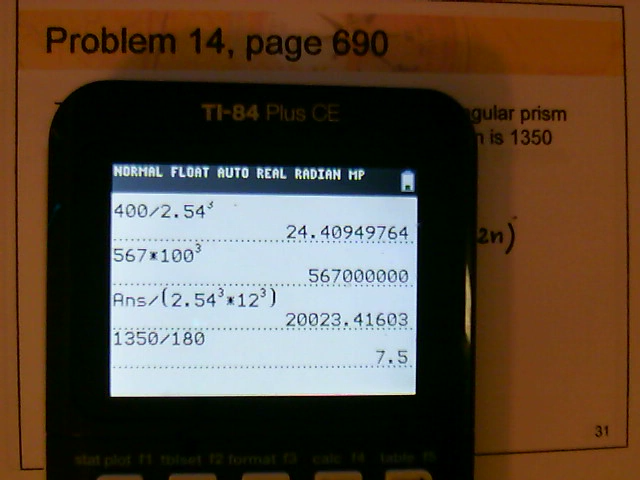 Problem 14, page 690
ngular prism
is 1350
2n)
TI-84 Plus CE
NORMAL FLOAT AUTO REAL RADIAN MP
400/2.54³
24.40949764
567*100³
567000000
Ans/(2.54³*12³)
20023.41603
1350/180
7.5
31
stat plot f1 tblset f2 format f3 calc f4 table f5